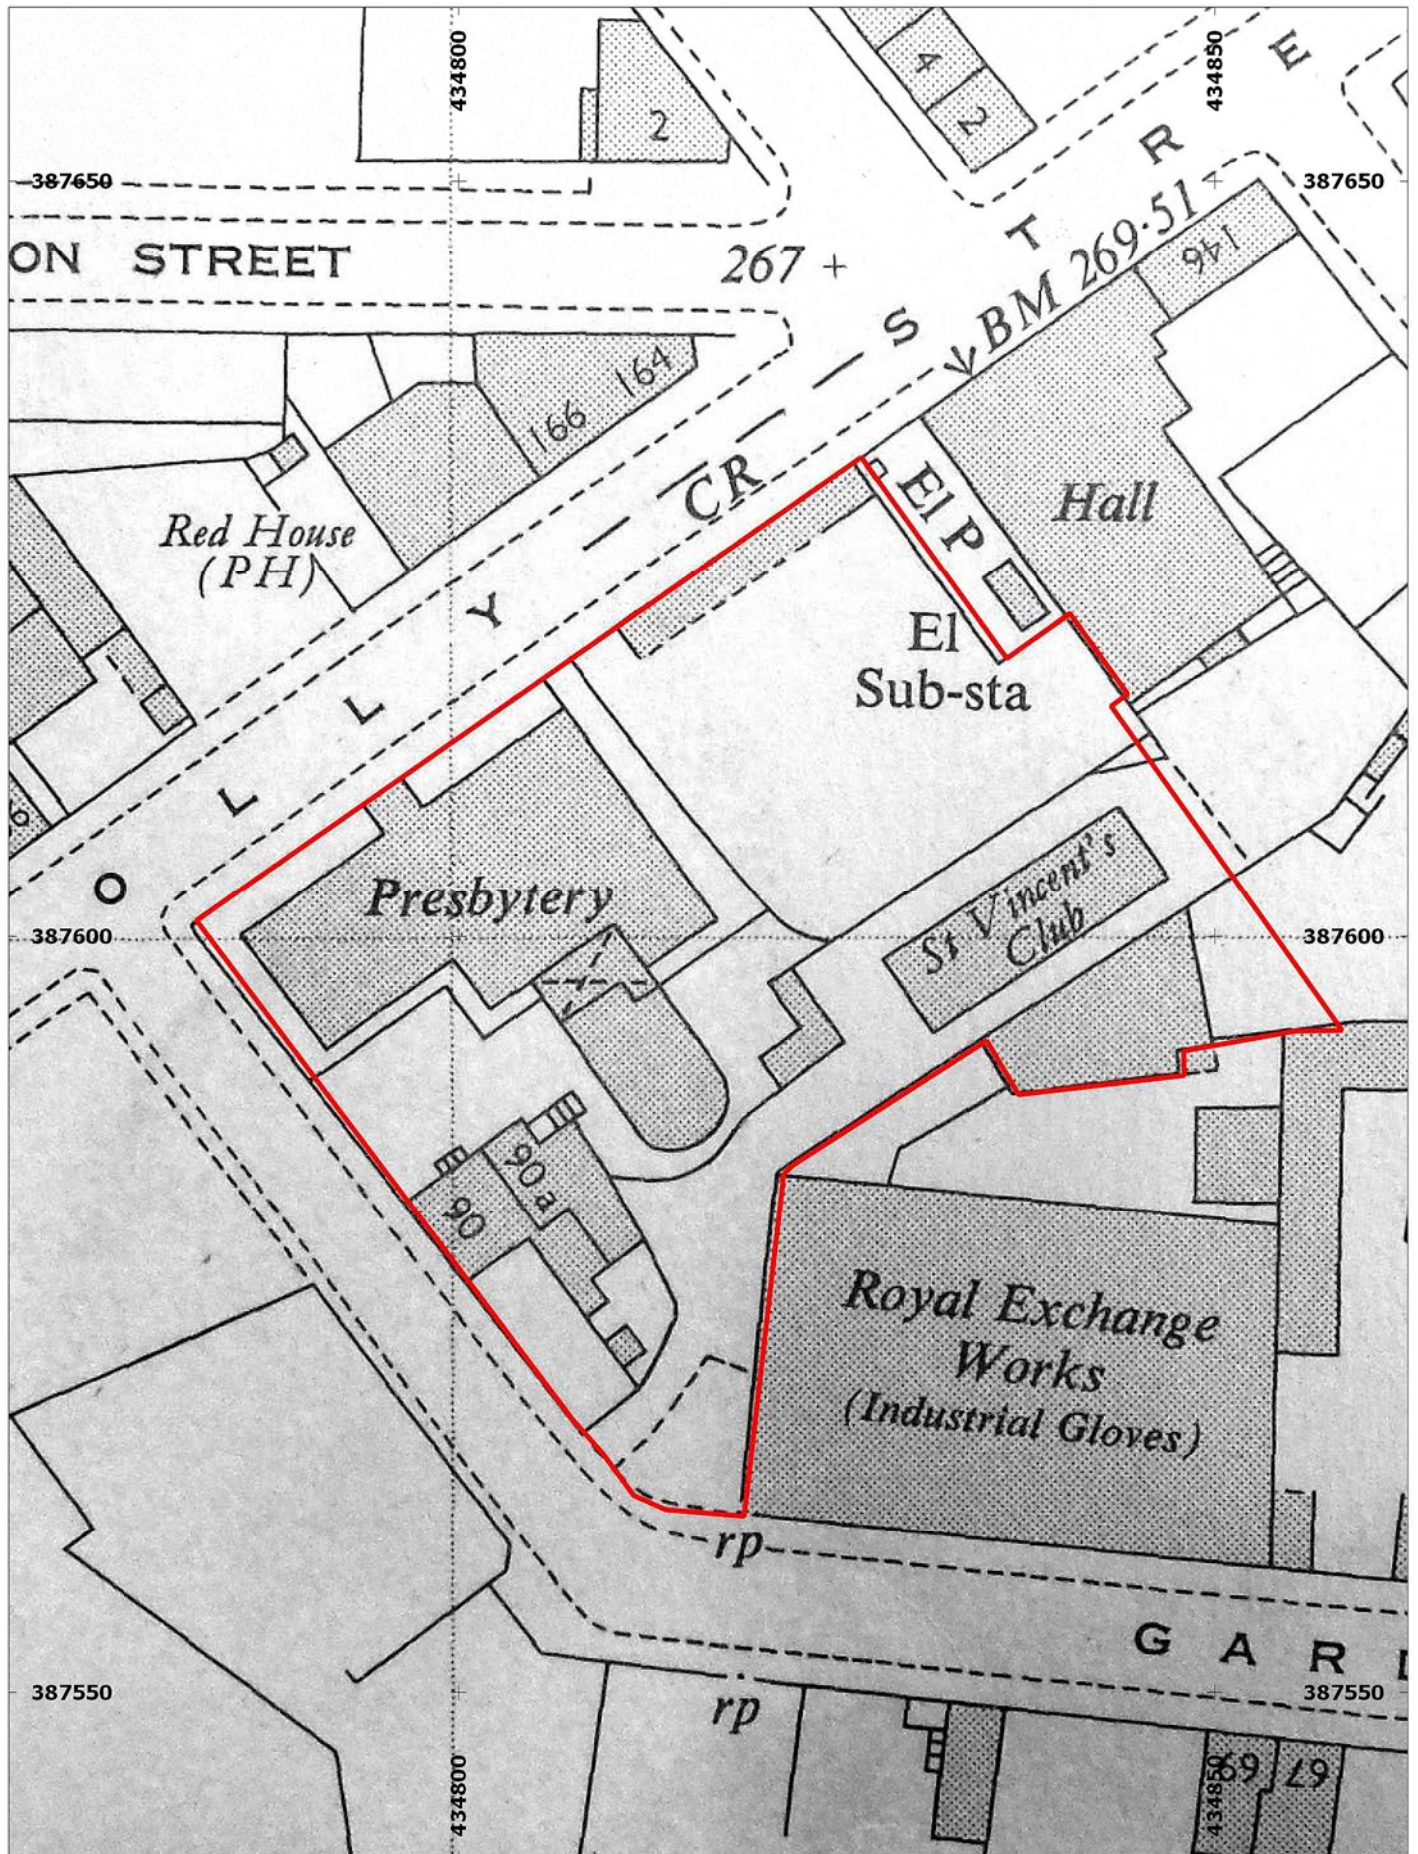 434800
434850
4
2
2
E
R
T
S
387650
387650
ON STREET
267 +
BM 269·51
146
164
166
CR
El P
Hall
Red House
(PH)
Y
L
L
O
El
Sub-sta
Presbytery
St Vincent's
Club
387600
387600
90a
90
Royal Exchange
Works
(Industrial Gloves)
rp
GAR
387550
387550
rp
434800
434850
69
67